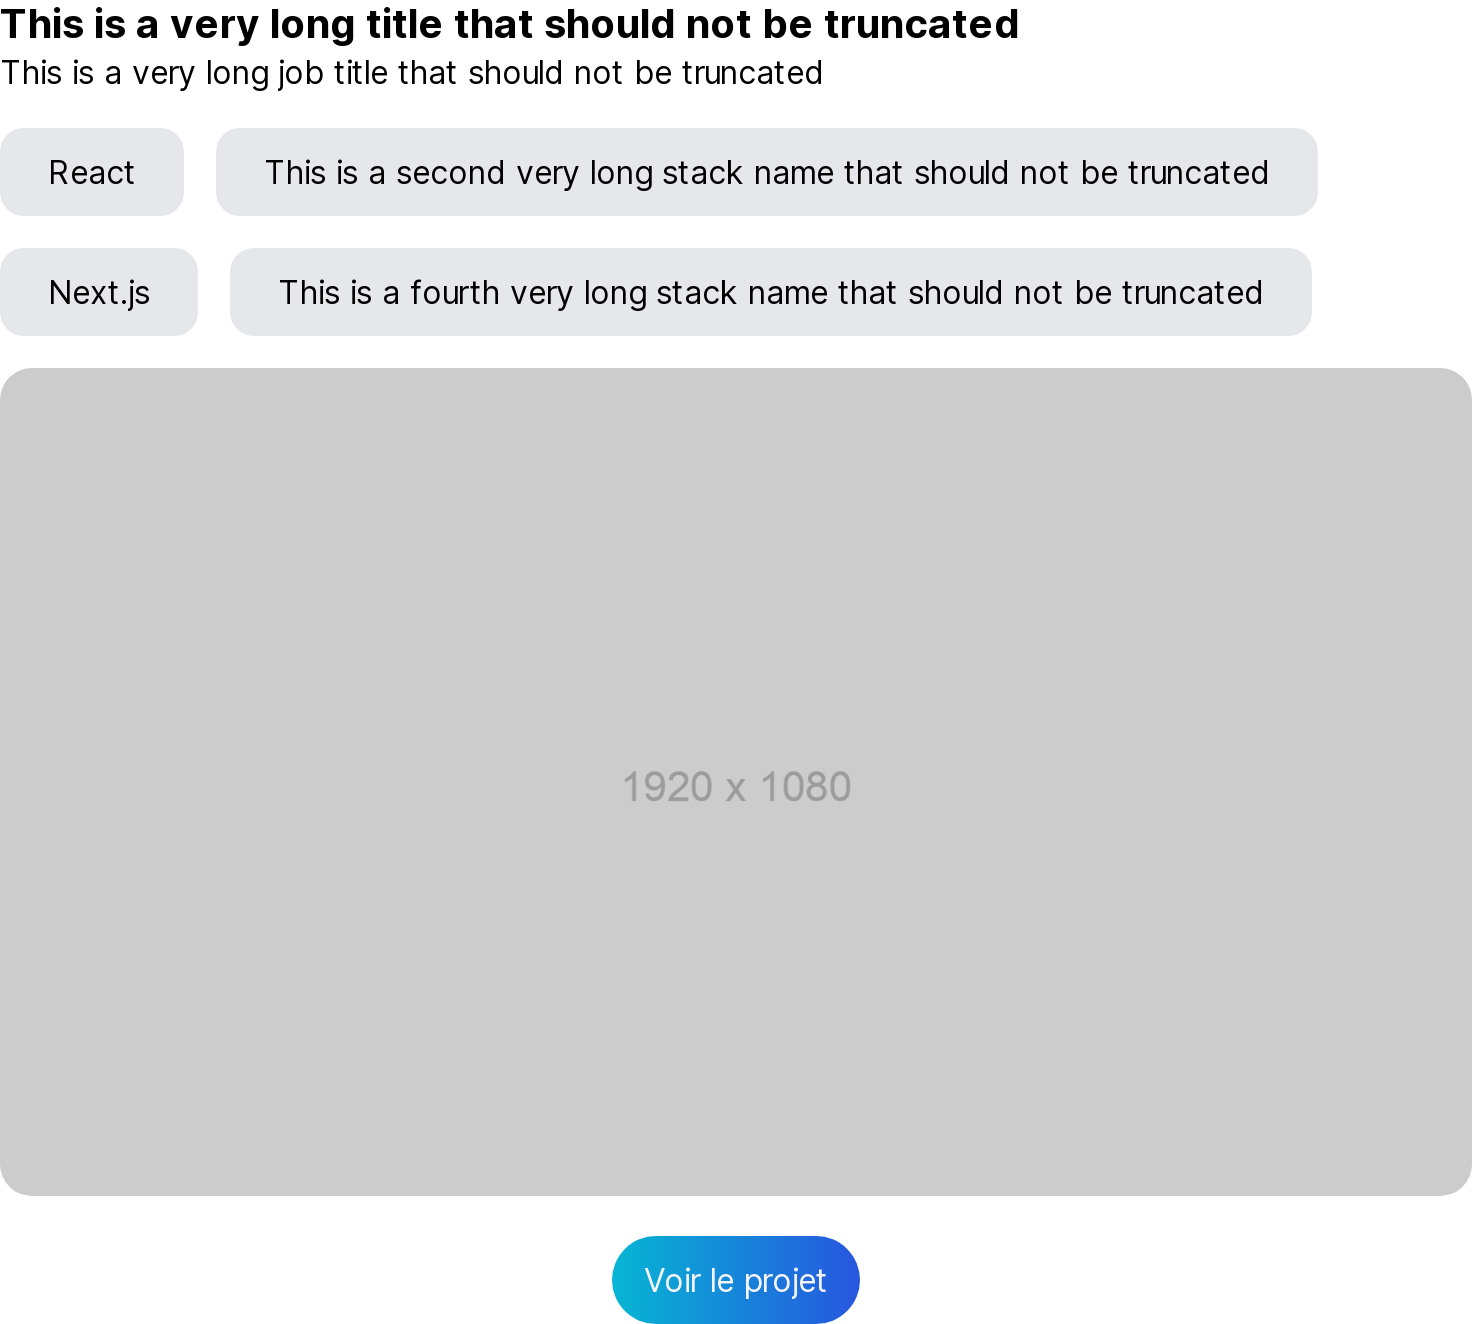 This is a very long title that should not be truncated
This is a very long job title that should not be truncated
React This is a second very long stack name that should not be truncated
Next.js This is a fourth very long stack name that should not be truncated
1920 x 1080
Voir le projet